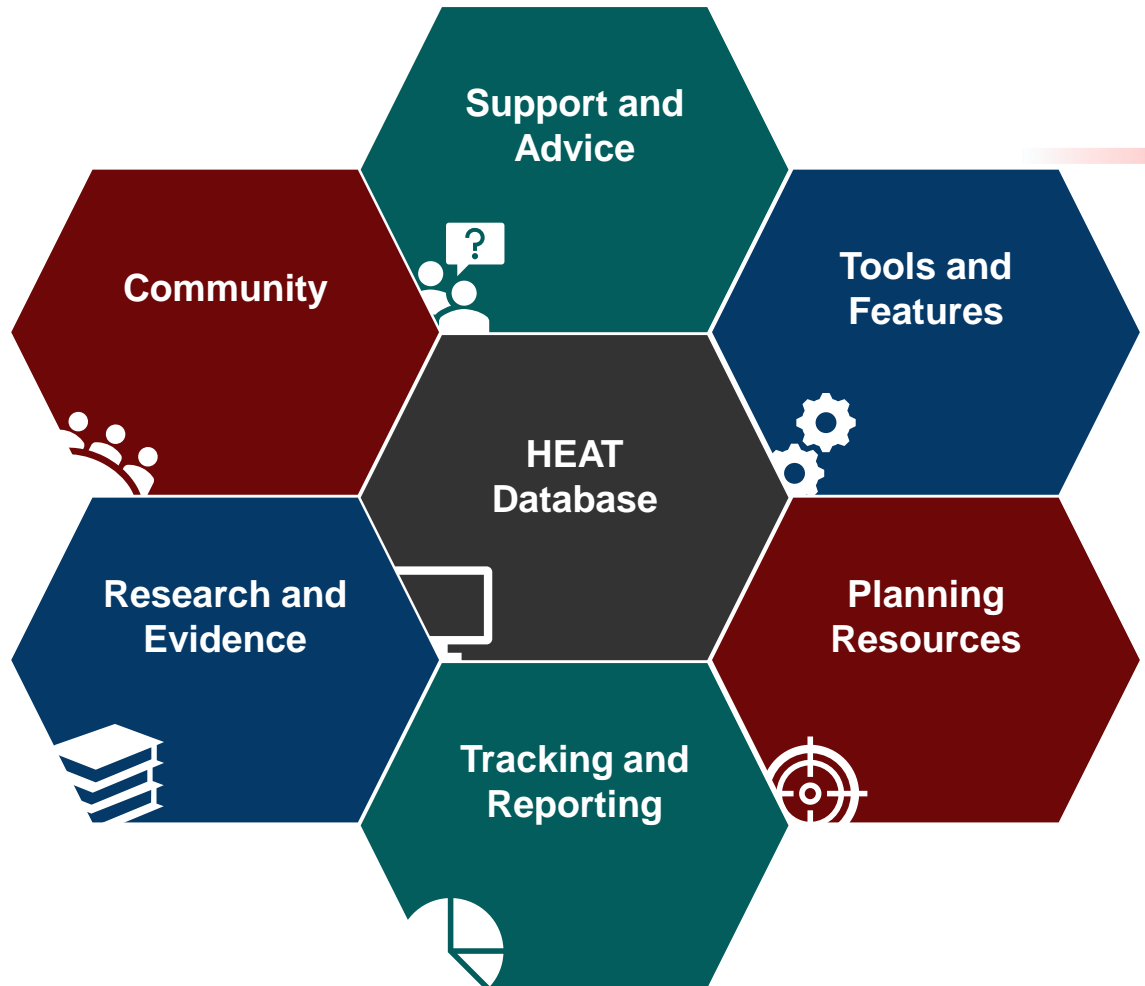 Support and
Advice
Community
Tools and
Features
?
HEAT
Database
Research and
Evidence
Planning
Resources
Tracking and
Reporting